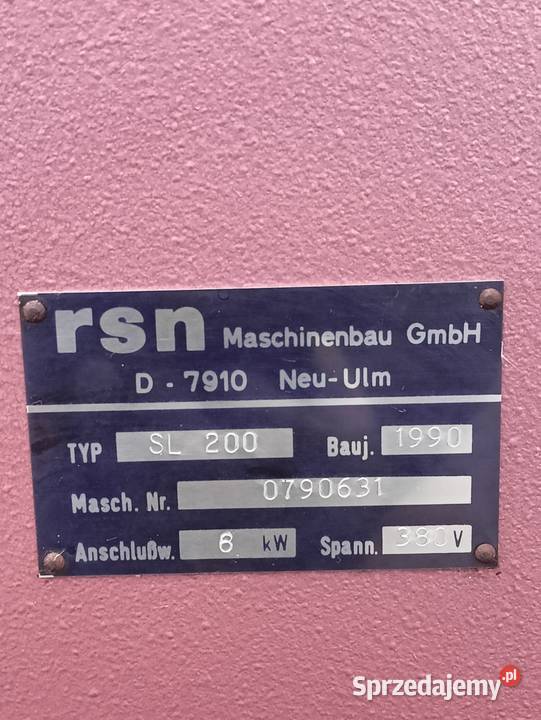 rsn Maschinenbau GmbH
D - 7910 Neu-Ulm
TYP SL 200 Bauj. 1990
Masch. Nr. 0790631
Anschlußw. 6 kW Spann. 380 V
Sprzedajemy.pl